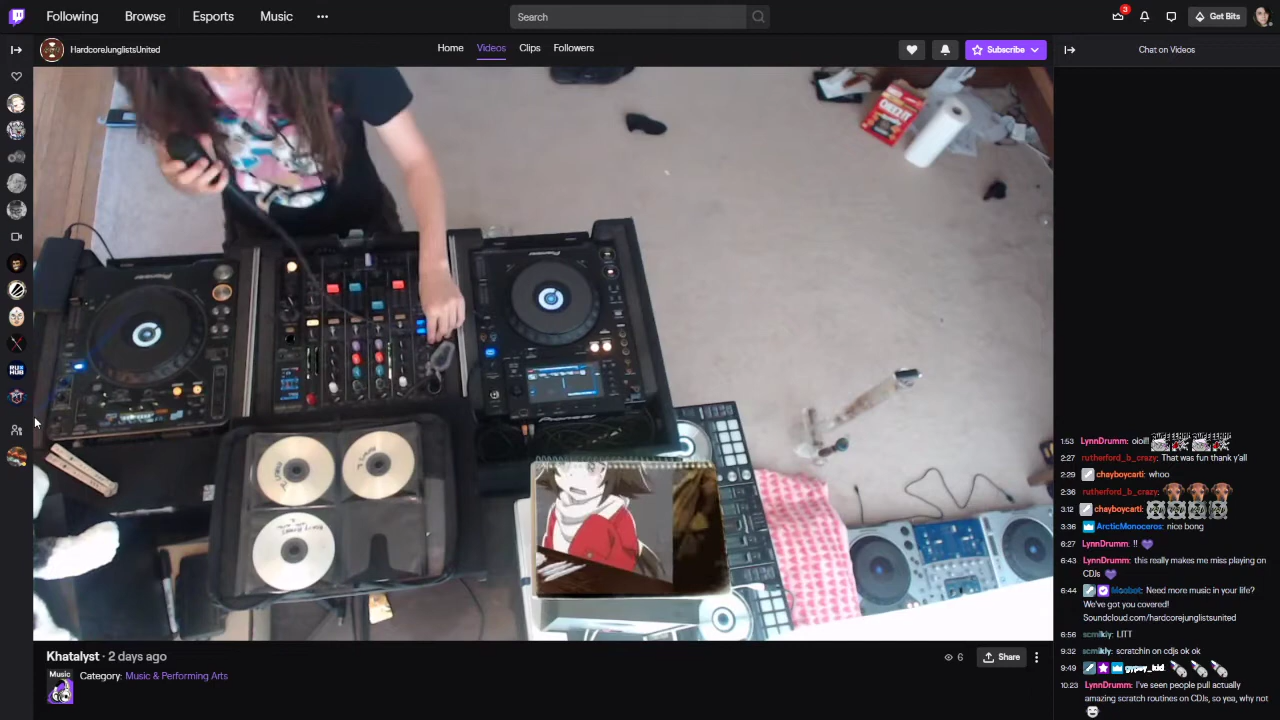 Following Browse Esports Music
Search
3
Get Bits
HardcoreJunglistsUnited
Home Videos Clips Followers
Subscribe
Chat on Videos
CHEEZ-IT
Pioneer
Pioneer
1:53 LynnDrumm: oioi!!
2:27 rutherford_b_crazy: That was fun thank y'all
2:29 chayboycarti: whoo
2:36 rutherford_b_crazy:
3:12 chayboycarti:
3:36 ArcticMonoceros: nice bong
6:27 LynnDrumm: !!
6:43 LynnDrumm: this really makes me miss playing on
CDJs
6:44 Moobot: Need more music in your life?
We've got you covered!
Soundcloud.com/hardcorejunglistsunited
6:56 scmikly: LITT
9:32 scmikly: scratchin on cdjs ok ok
9:49 gypsy_kid:
10:23 LynnDrumm: I've seen people pull actually
amazing scratch routines on CDJs, so yea, why not
Khatalyst · 2 days ago
6
Share
Music
Category: Music & Performing Arts